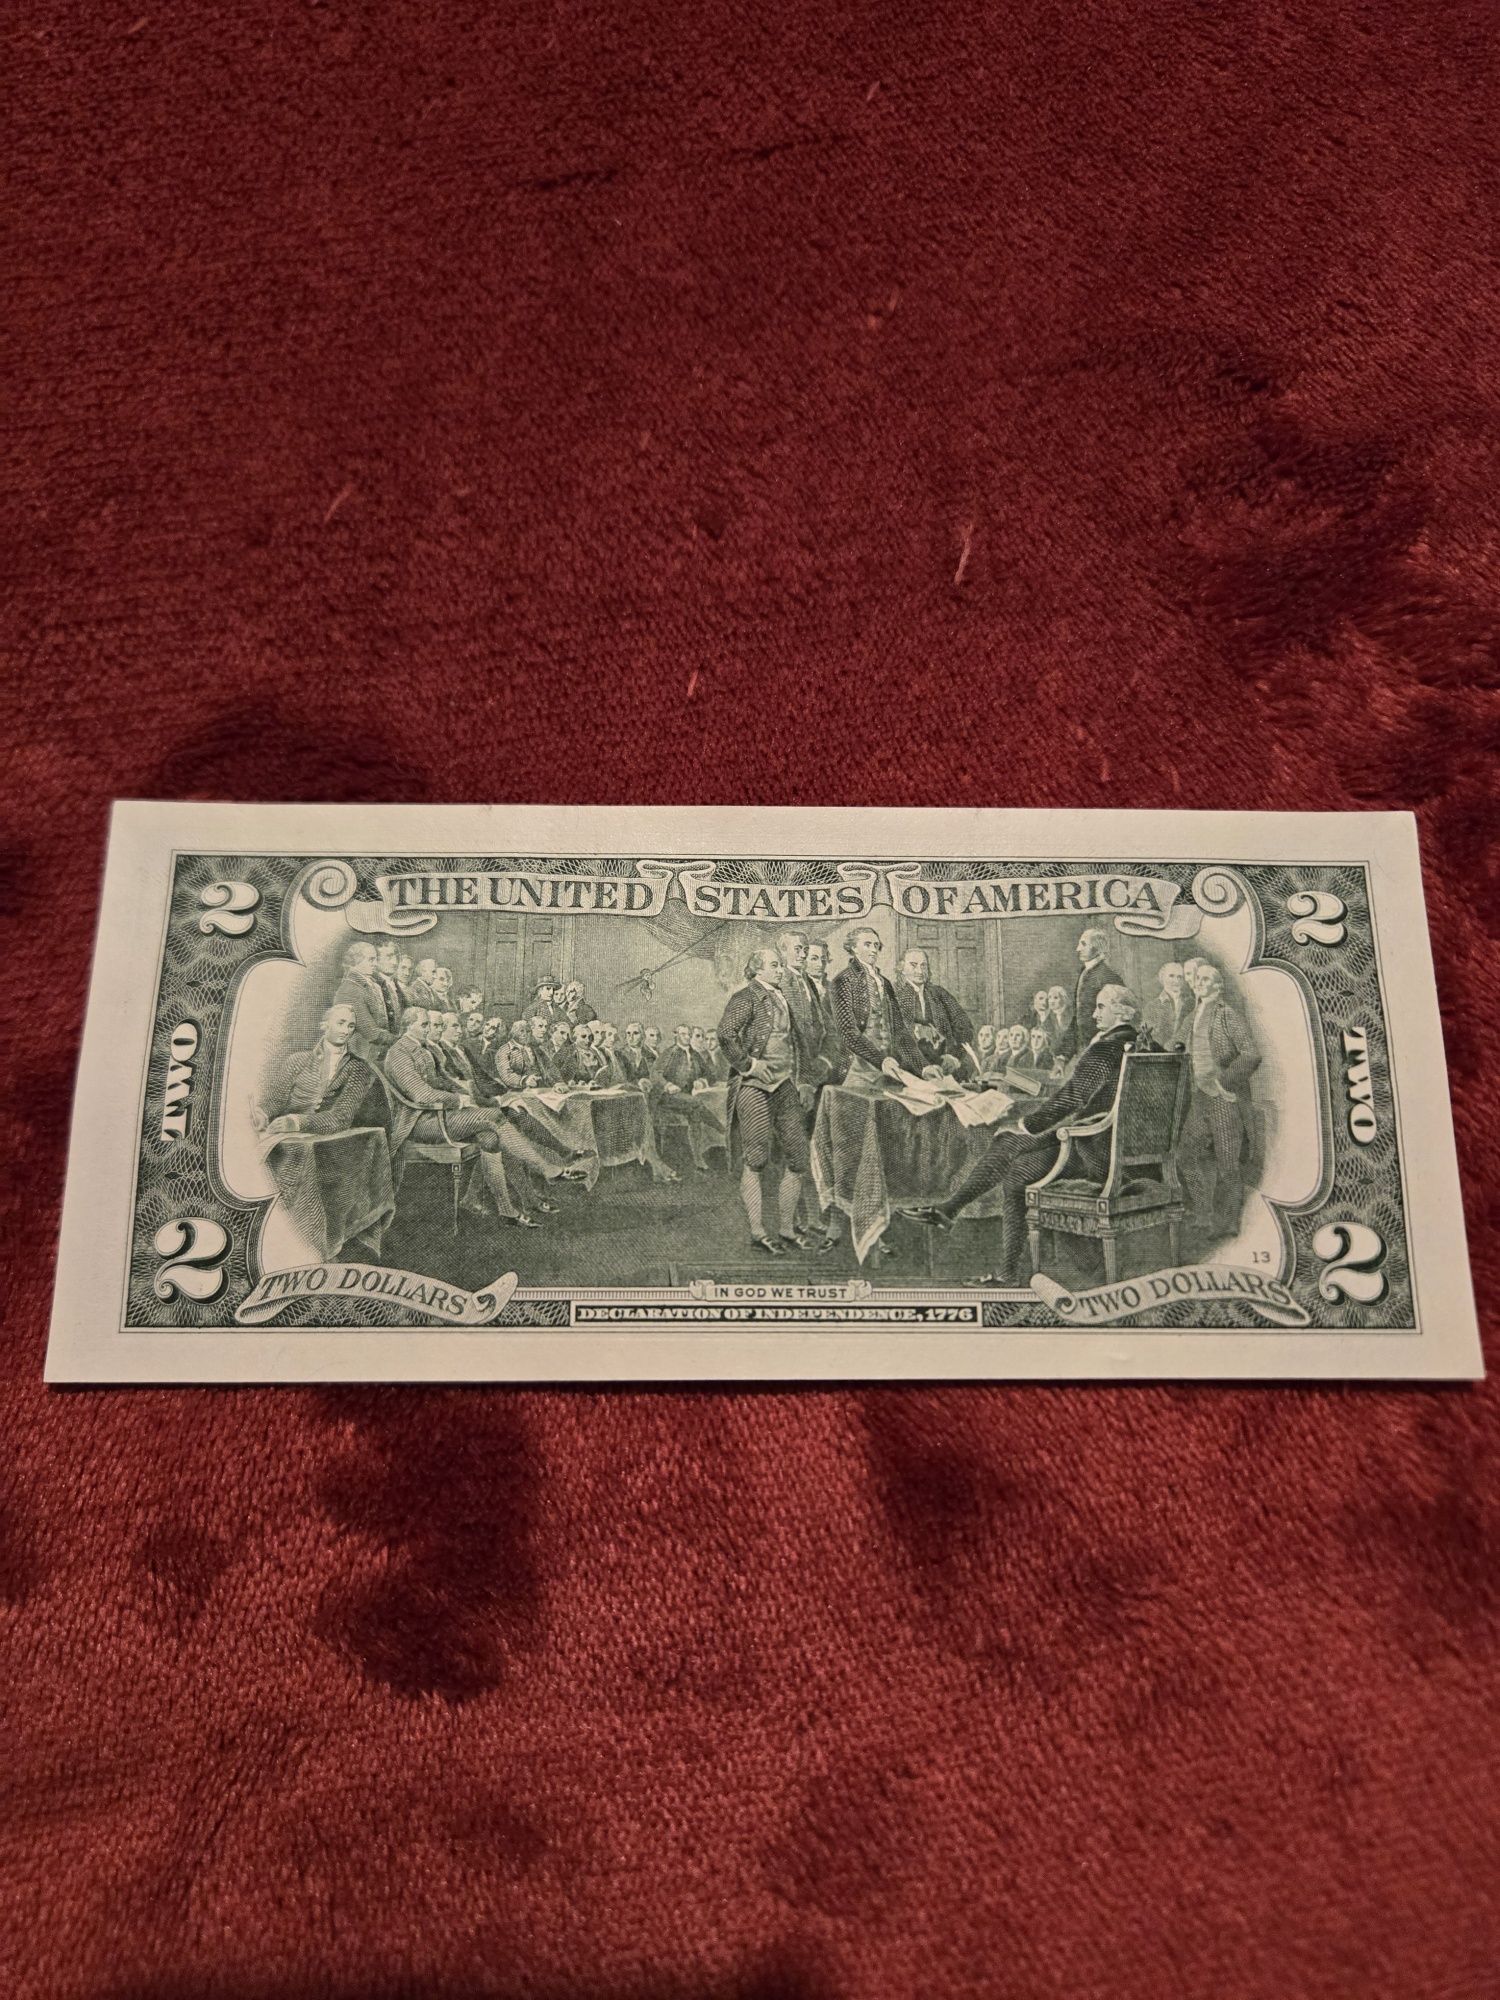 2 THE UNITED STATES OF AMERICA 2
TWO TWO
13
2 TWO DOLLARS IN GOD WE TRUST TWO DOLLARS 2
DECLARATION OF INDEPENDENCE, 1776